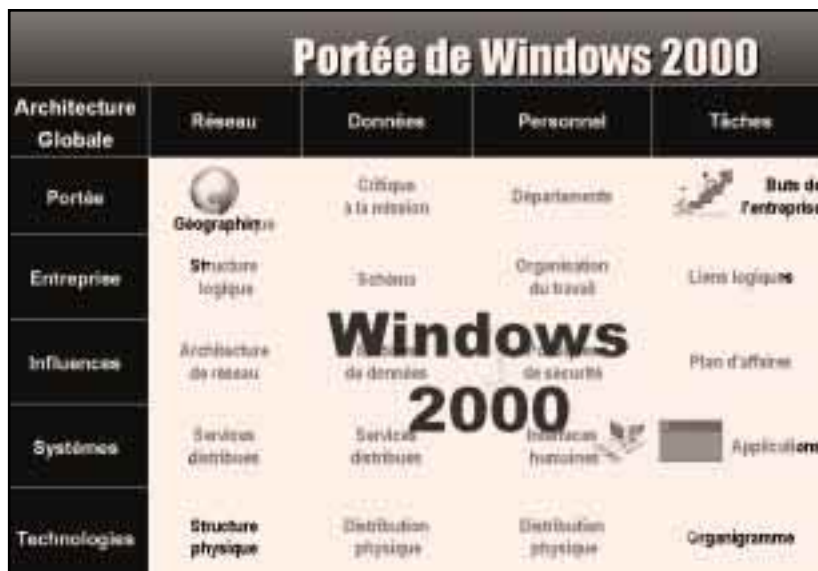 Portée de Windows 2000
Architecture Globale Réseau Données Personnel Tâches
Portée Géographique Critique à la mission Départements Buts de l'entreprise
Entreprise Structure logique Schéma Organisation du travail Liens logiques
Influences Architecture de réseau de données de sécurité Plan d'affaires
Windows
2000
Systèmes Services distribués Services distribués Interfaces humaines Applications
Technologies Structure physique Distribution physique Distribution physique Organigramme